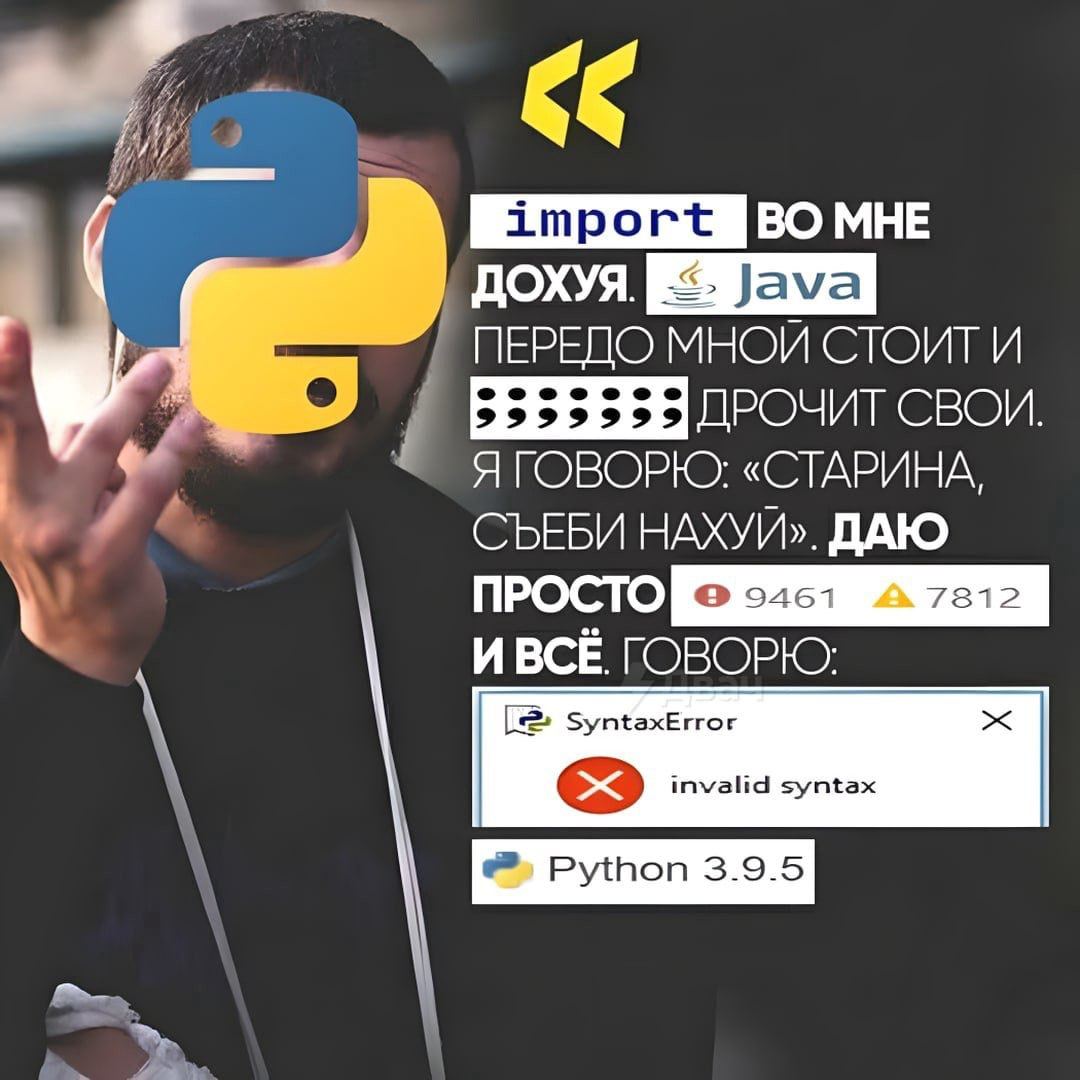 import ВО МНЕ
ДОХУЯ. Java
ПЕРЕДО МНОЙ СТОИТ И
;;;;;;; ДРОЧИТ СВОИ.
Я ГОВОРЮ: «СТАРИНА,
СЪЕБИ НАХУЙ». ДАЮ
ПРОСТО 9461 7812
И ВСЁ. ГОВОРЮ:
Двач
SyntaxError
invalid syntax
Python 3.9.5